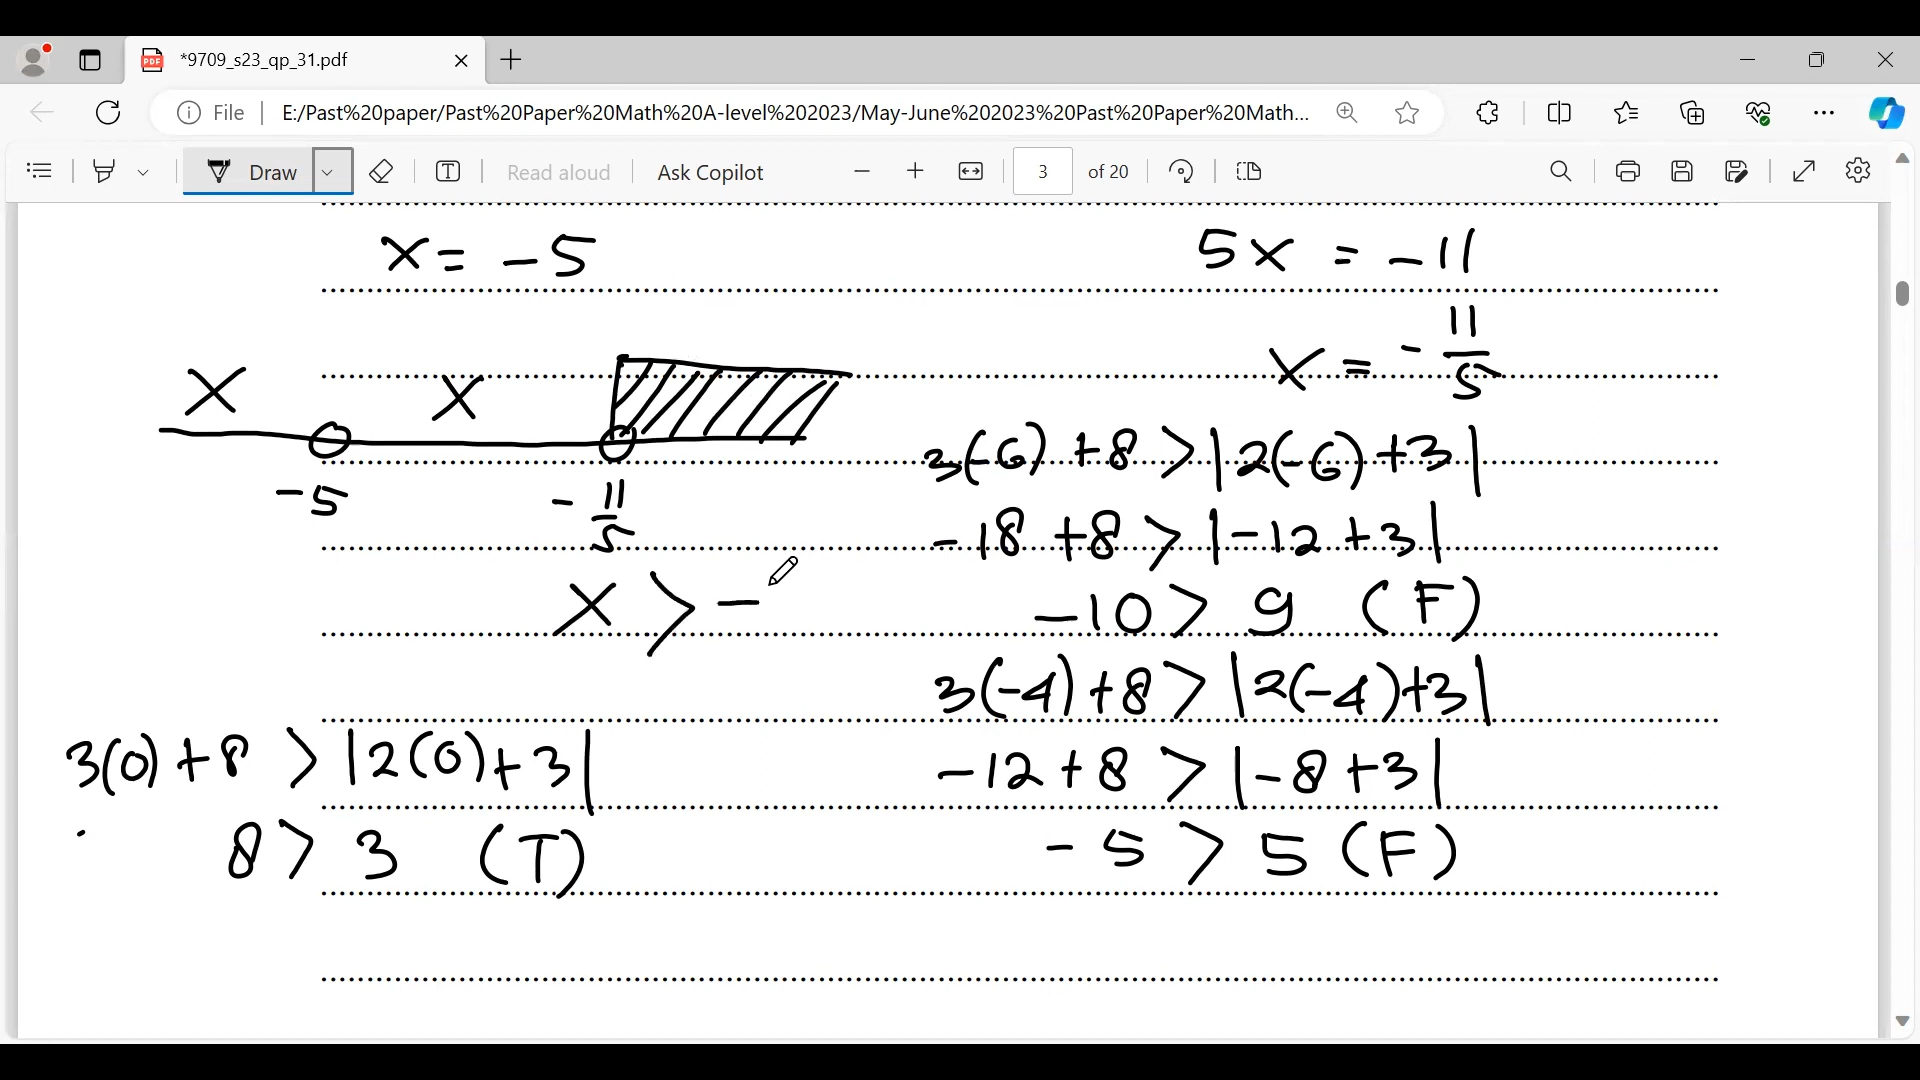 *9709_s23_qp_31.pdf
File | E:/Past%20paper/Past%20Paper%20Math%20A-level%202023/May-June%202023%20Past%20Paper%20Math...
Draw
Read aloud
Ask Copilot
3 of 20
x = -5
5x = -11
x = -11/5
X X
-5 -11/5
x > -
3(-6) +8 > |2(-6) +3|
-18 +8 > |-12 +3|
-10 > 9 (F)
3(-4) +8 > |2(-4)+3|
-12 +8 > |-8 +3|
-5 > 5 (F)
3(0) +8 > |2(0)+3|
8 > 3 (T)